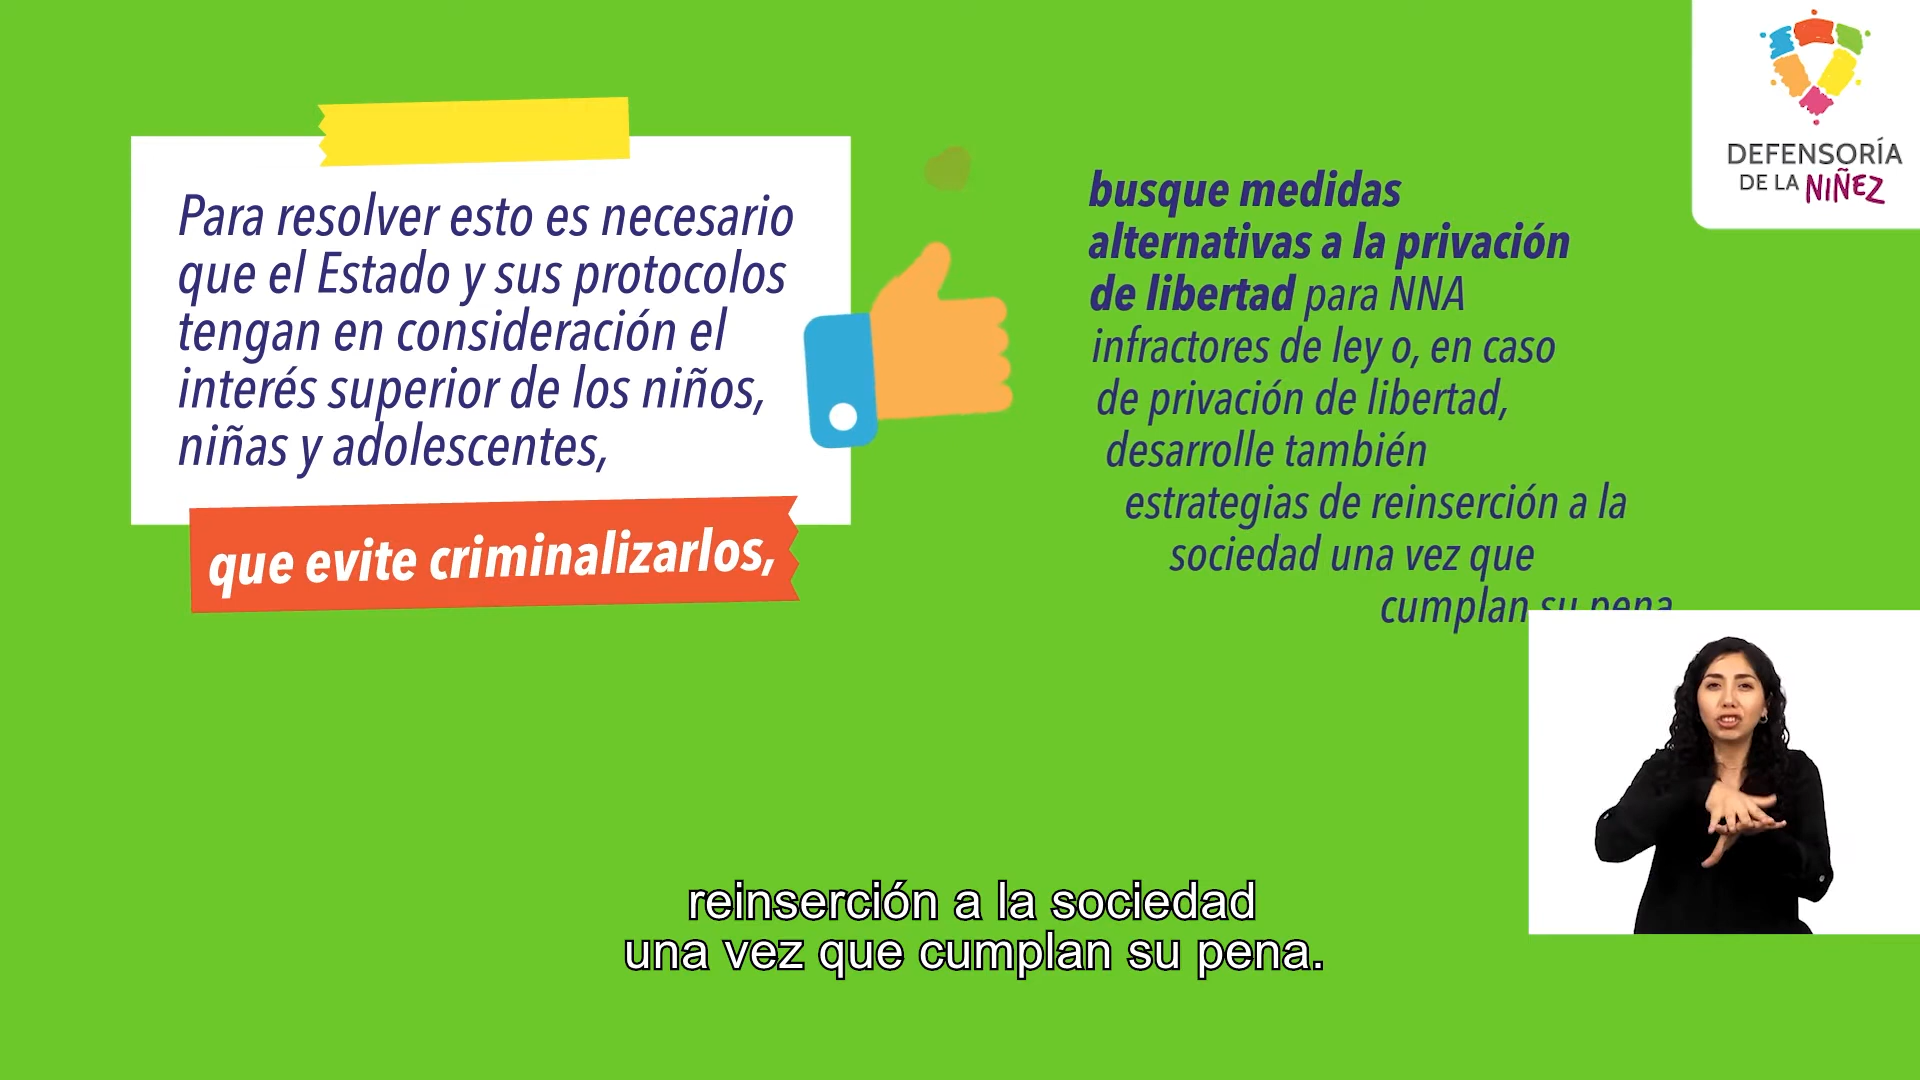 Para resolver esto es necesario
que el Estado y sus protocolos
tengan en consideración el
interés superior de los niños,
niñas y adolescentes,
que evite criminalizarlos,
busque medidas
alternativas a la privación
de libertad para NNA
infractores de ley o, en caso
de privación de libertad,
desarrolle también
estrategias de reinserción a la
sociedad una vez que
cumplan su pena
DEFENSORÍA
DE LA NIÑEZ
reinserción a la sociedad
una vez que cumplan su pena.